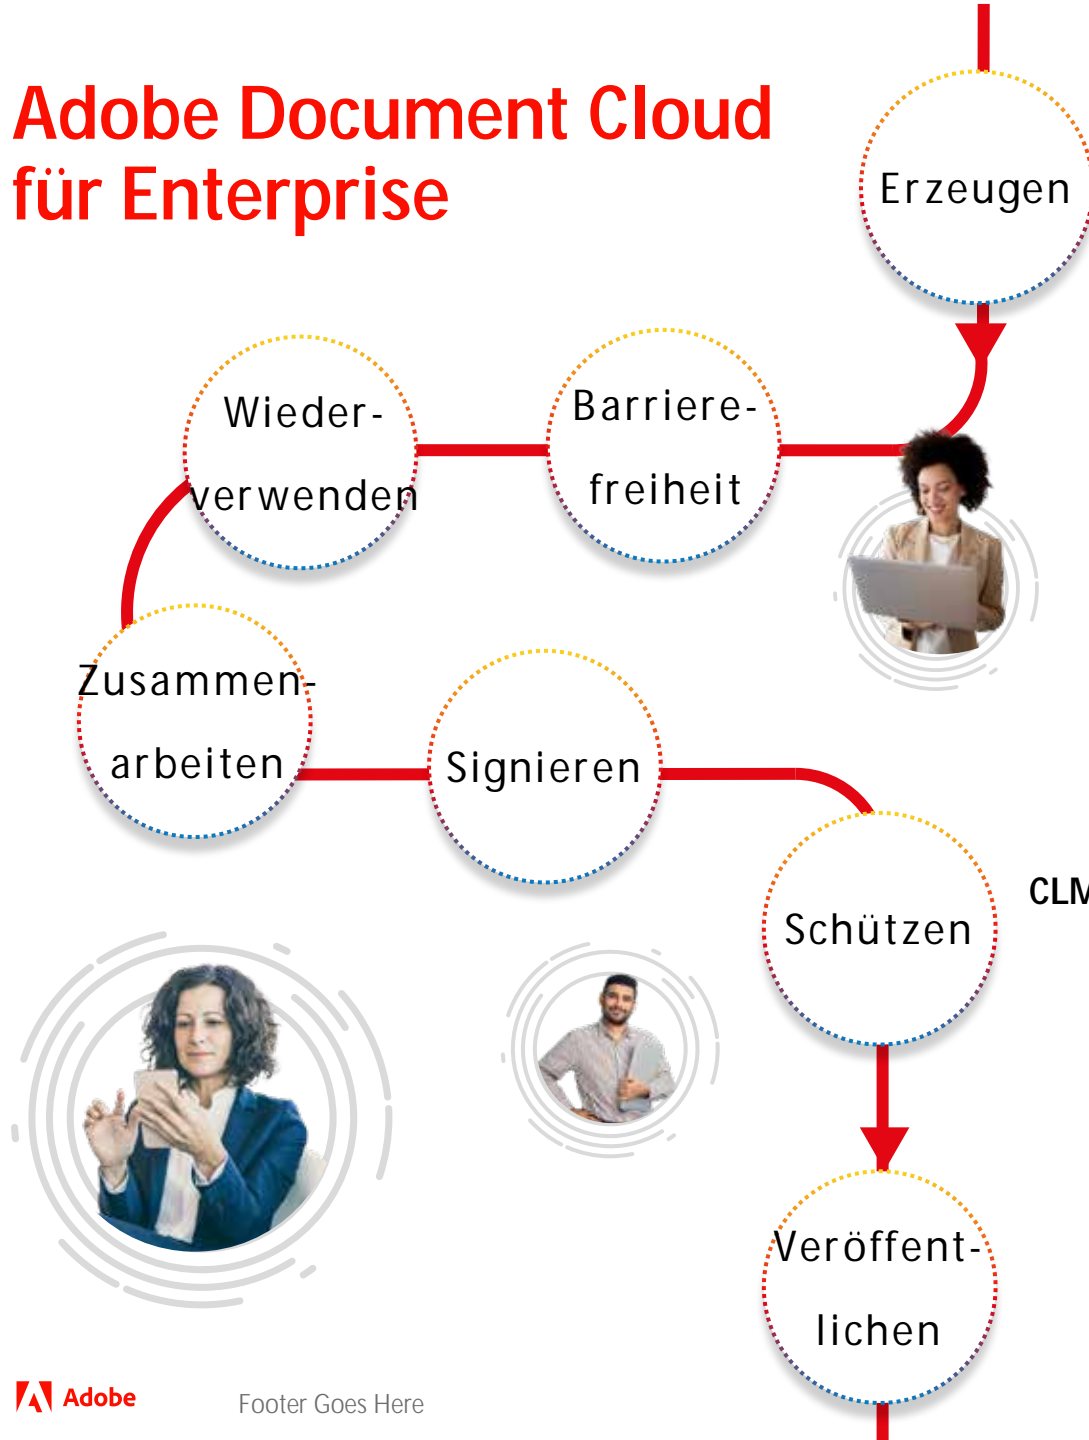 Adobe Document Cloud
für Enterprise
Erzeugen
Barriere-
freiheit
Wieder-
verwenden
Zusammen-
arbeiten
Signieren
Schützen
CLM
Veröffent-
lichen
Adobe
Footer Goes Here